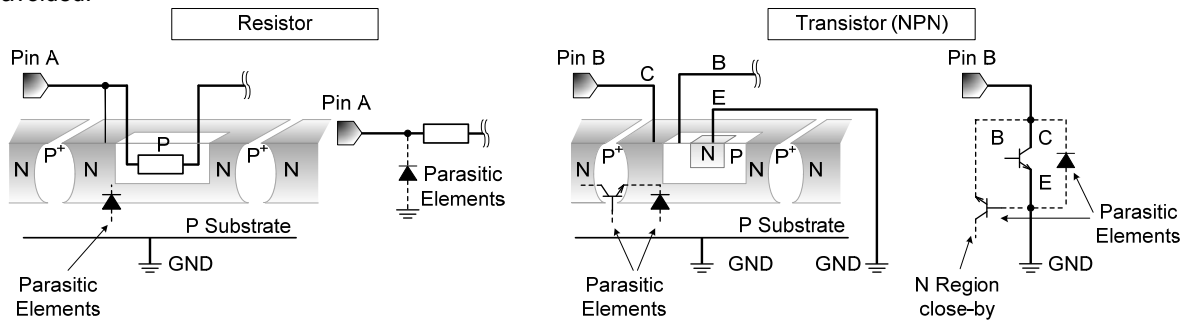 Resistor
Transistor (NPN)
Pin A
Pin B
C
B
E
Pin B
Pin A
N
P+
N
P
P+
N
Parasitic
Elements
N
P+
N
N
P
P+
N
B
C
E
P Substrate
P Substrate
Parasitic
Elements
GND
GND
GND
GND
Parasitic
Elements
Parasitic
Elements
N Region
close-by